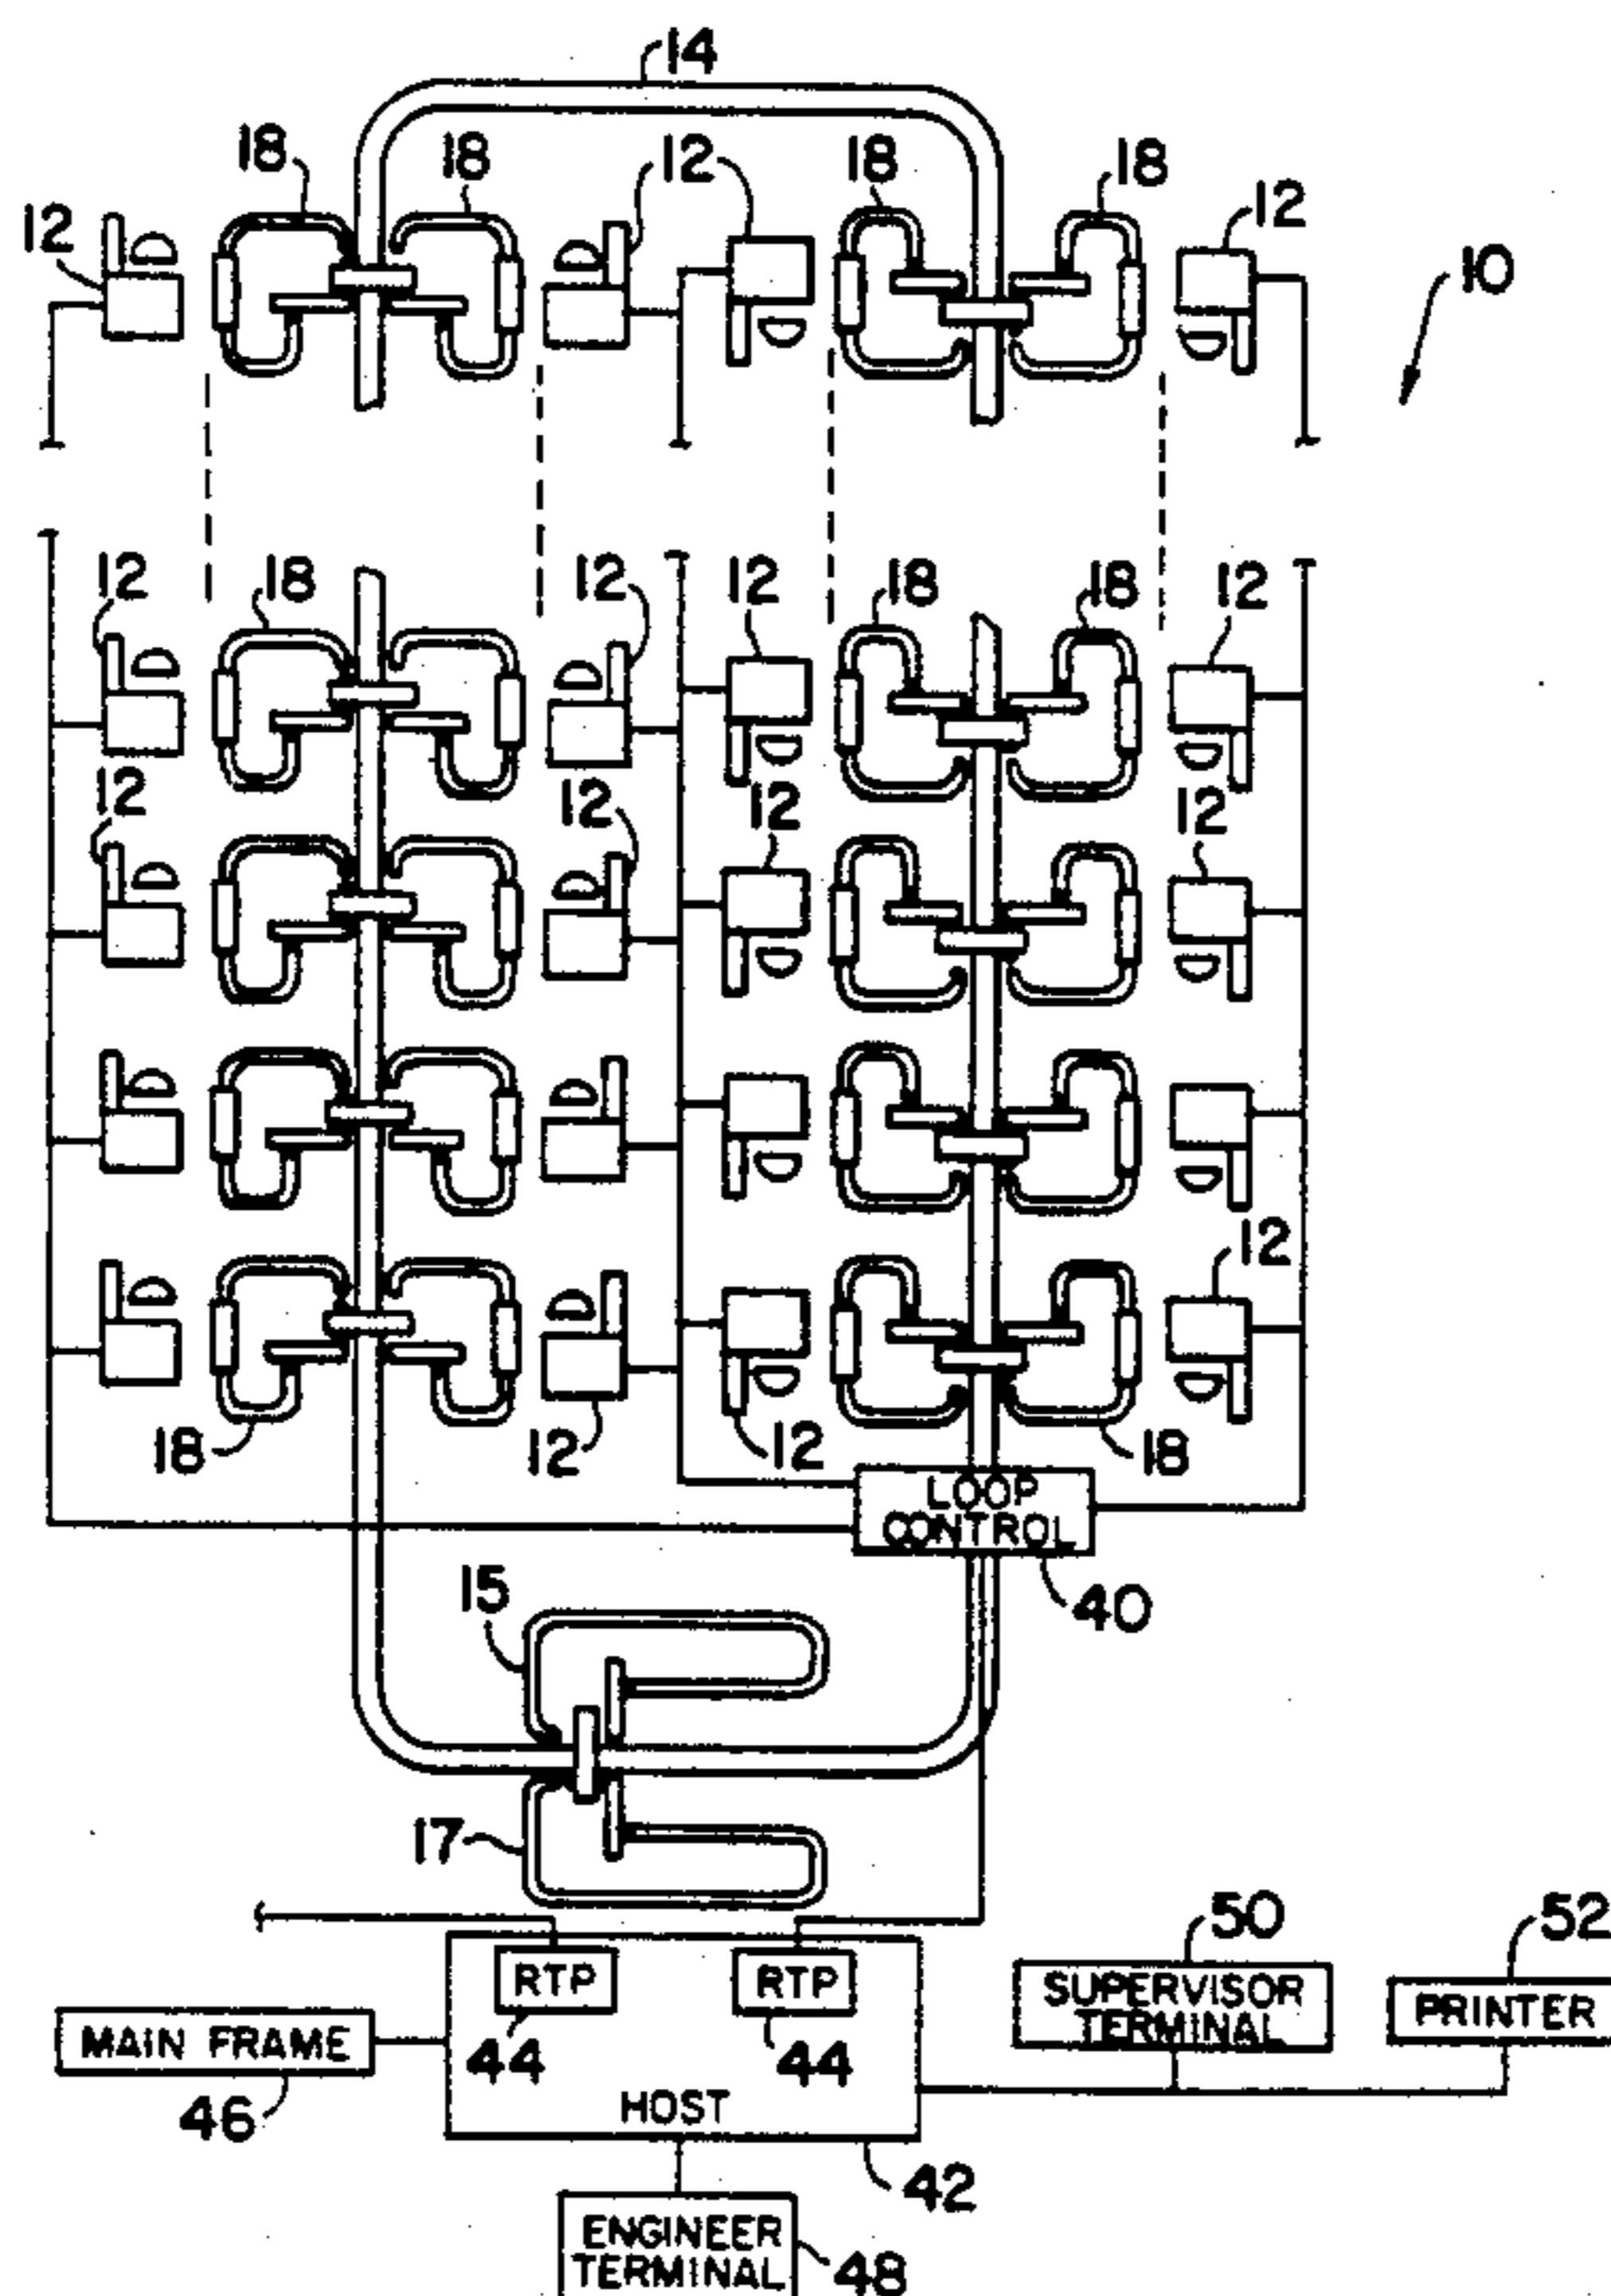 14
18 18 12 18 18 12
12
10
12 18 12 12 18 18 12
12 12 12 12
12
18 12 12 18
LOOP
CONTROL
15
40
17
50 52
RTP RTP
SUPERVISOR
TERMINAL
PRINTER
MAIN FRAME
44 44
46
HOST
42
ENGINEER
TERMINAL
48